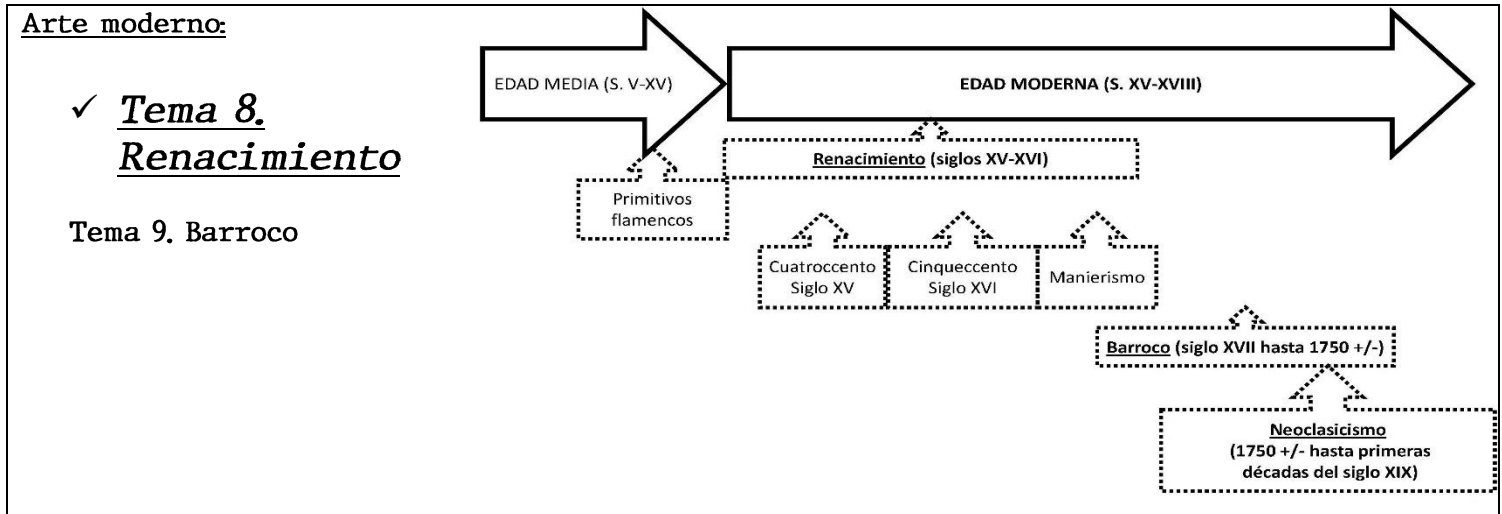 Arte moderno:
✓ Tema 8.
Renacimiento
Tema 9. Barroco
EDAD MEDIA (S. V-XV)
EDAD MODERNA (S. XV-XVIII)
Renacimiento (siglos XV-XVI)
Primitivos
flamencos
Cuatroccento
Siglo XV
Cinqueccento
Siglo XVI
Manierismo
Barroco (siglo XVII hasta 1750 +/-)
Neoclasicismo
(1750 +/- hasta primeras
décadas del siglo XIX)